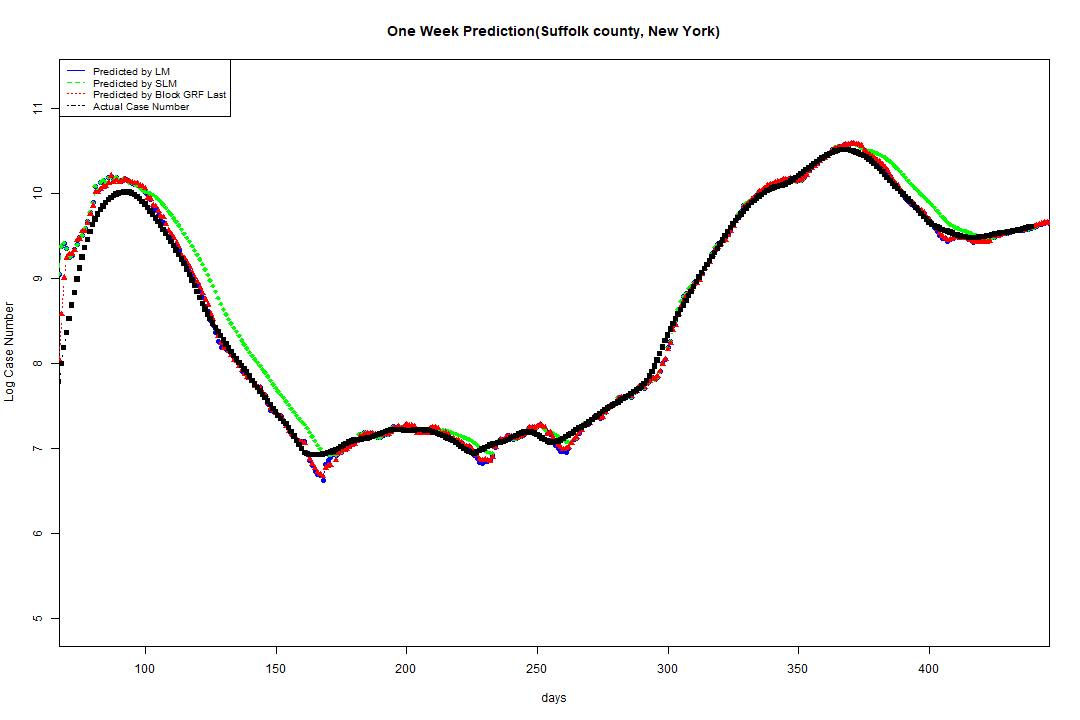 One Week Prediction(Suffolk county, New York)
Predicted by LM
Predicted by SLM
Predicted by Block GRF Last
Actual Case Number
11
10
9
8
7
6
5
Log Case Number
100 150 200 250 300 350 400
days